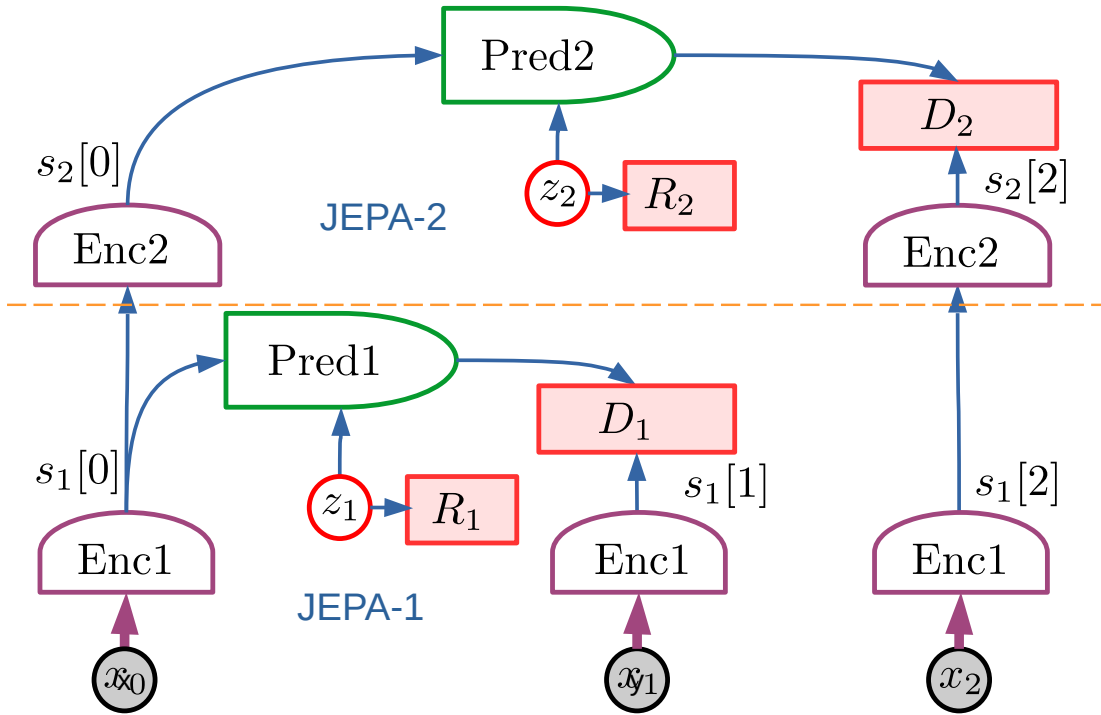 Pred2
D₂
s₂[0]
z₂
R₂
s₂[2]
JEPA-2
Enc2
Enc2
Pred1
D₁
s₁[0]
z₁
R₁
s₁[1]
s₁[2]
Enc1
Enc1
Enc1
JEPA-1
x₀
x₁
x₂